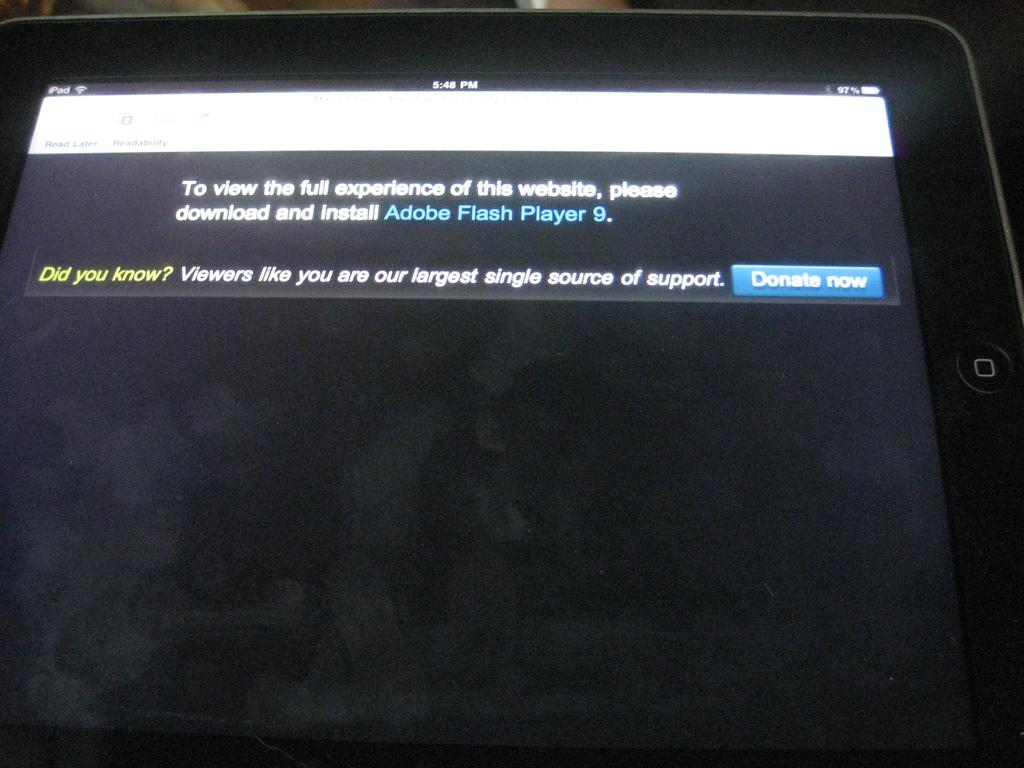 iPad 5:48 PM 97%
Read Later Readability
To view the full experience of this website, please
download and install Adobe Flash Player 9.
Did you know? Viewers like you are our largest single source of support. Donate now